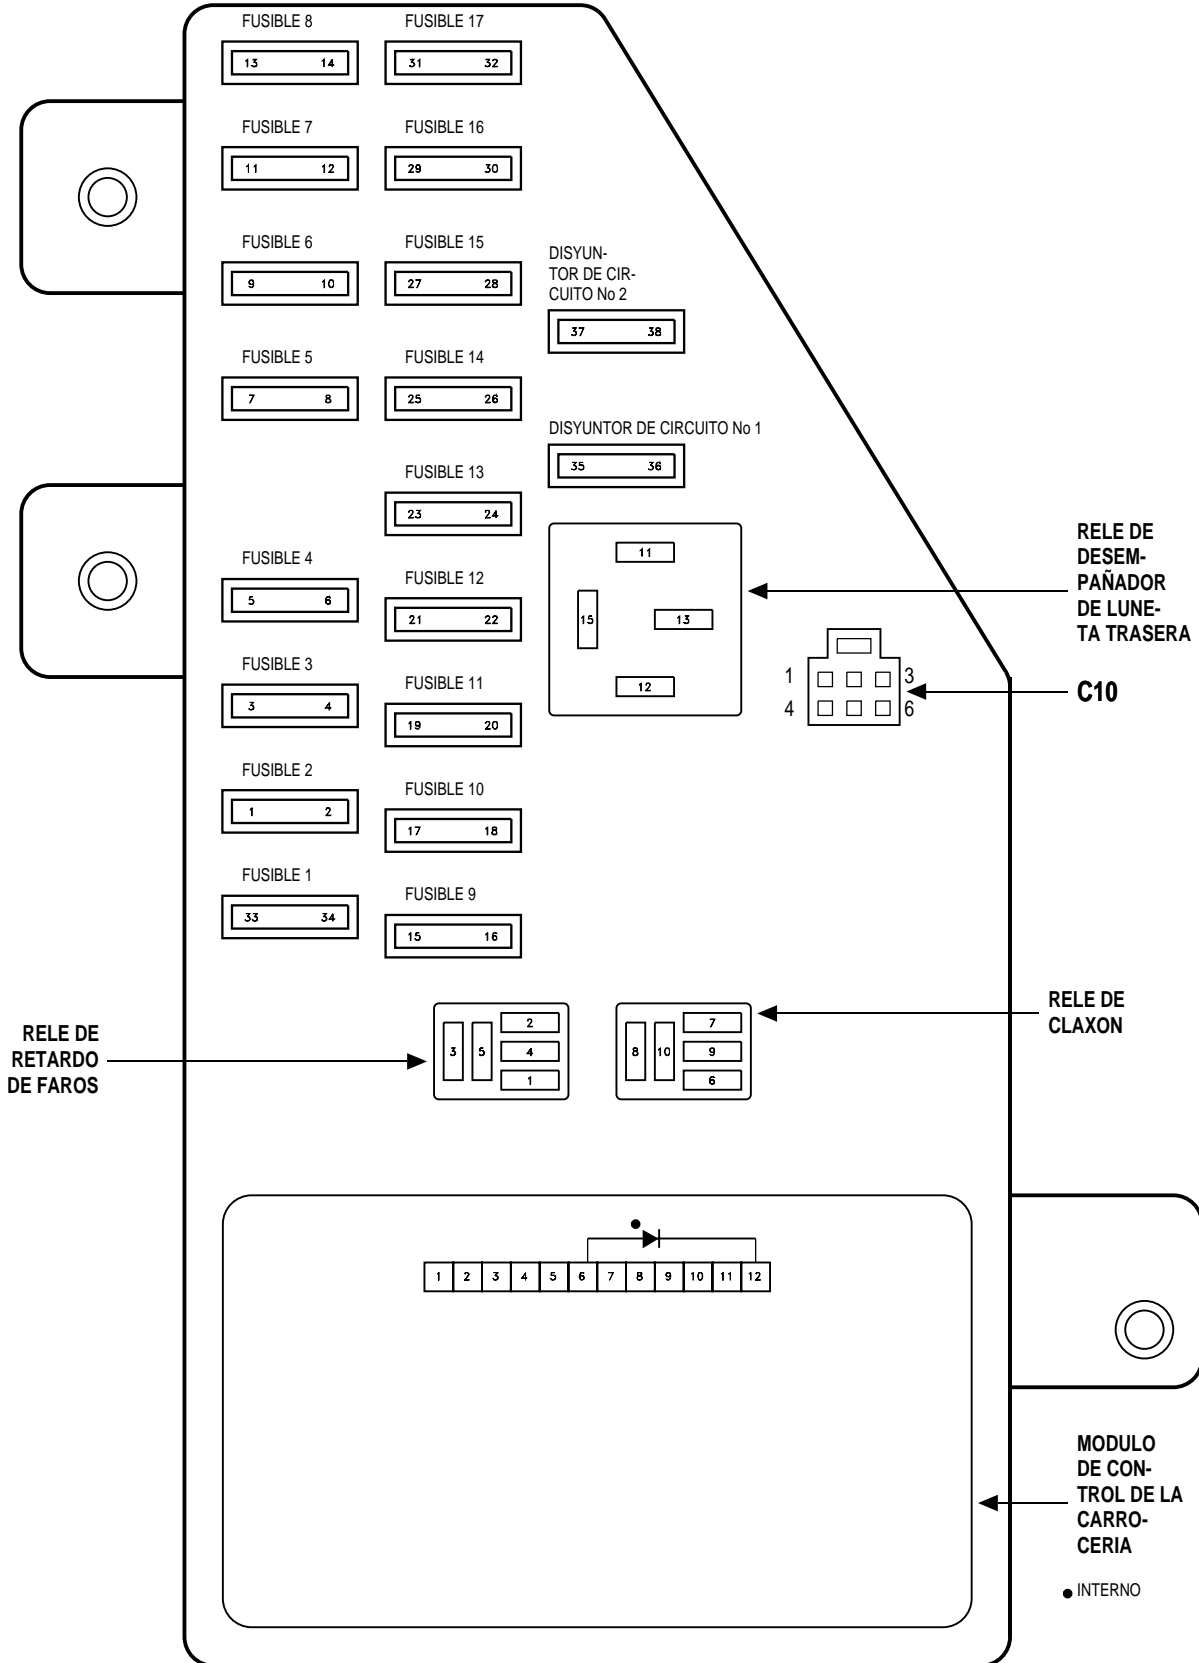 FUSIBLE 8 FUSIBLE 17
13 14 31 32
FUSIBLE 7 FUSIBLE 16
11 12 29 30
FUSIBLE 6 FUSIBLE 15
9 10 27 28
DISYUN-
TOR DE CIR-
CUITO No 2
37 38
FUSIBLE 5 FUSIBLE 14
7 8 25 26
DISYUNTOR DE CIRCUITO No 1
35 36
FUSIBLE 13
23 24
FUSIBLE 4 FUSIBLE 12
5 6 21 22
11
15 13
12
RELE DE
DESEM-
PAÑADOR
DE LUNE-
TA TRASERA
1 3
4 6
C10
FUSIBLE 3 FUSIBLE 11
3 4 19 20
FUSIBLE 2 FUSIBLE 10
1 2 17 18
FUSIBLE 1 FUSIBLE 9
33 34 15 16
RELE DE
RETARDO
DE FAROS
2
3 5 4
1
7
8 10 9
6
RELE DE
CLAXON
1 2 3 4 5 6 7 8 9 10 11 12
MODULO
DE CON-
TROL DE LA
CARRO-
CERIA
● INTERNO